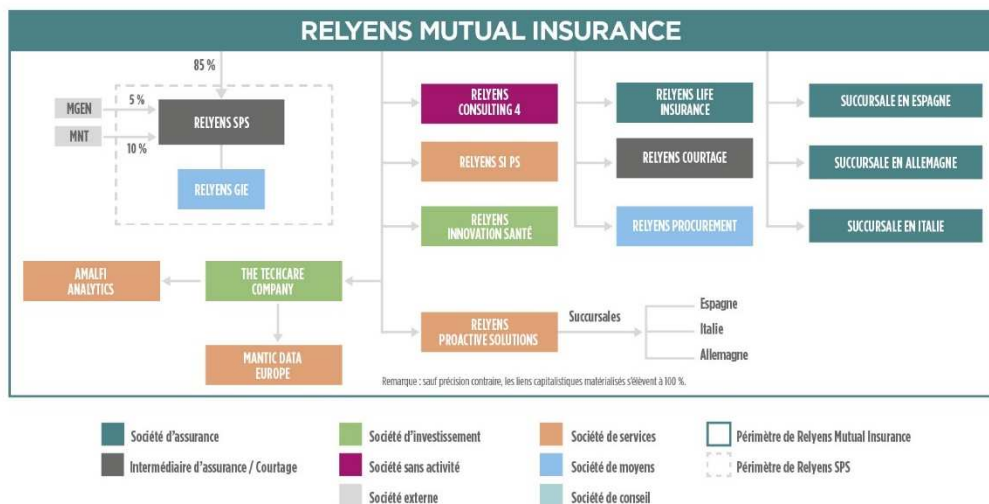 RELYENS MUTUAL INSURANCE
85 %
MGEN
5 %
MNT
10 %
RELYENS SPS
RELYENS GIE
RELYENS
CONSULTING 4
RELYENS SI PS
RELYENS
INNOVATION SANTÉ
RELYENS LIFE
INSURANCE
RELYENS COURTAGE
RELYENS PROCUREMENT
SUCCURSALE EN ESPAGNE
SUCCURSALE EN ALLEMAGNE
SUCCURSALE EN ITALIE
AMALFI
ANALYTICS
THE TECHCARE
COMPANY
MANTIC DATA
EUROPE
RELYENS
PROACTIVE SOLUTIONS
Succursales
Espagne
Italie
Allemagne
Remarque : sauf précision contraire, les liens capitalistiques matérialisés s'élèvent à 100 %.
Société d'assurance
Intermédiaire d'assurance / Courtage
Société d'investissement
Société sans activité
Société externe
Société de services
Société de moyens
Société de conseil
Périmètre de Relyens Mutual Insurance
Périmètre de Relyens SPS